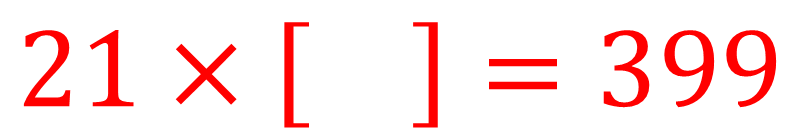 21 × [   ] = 399